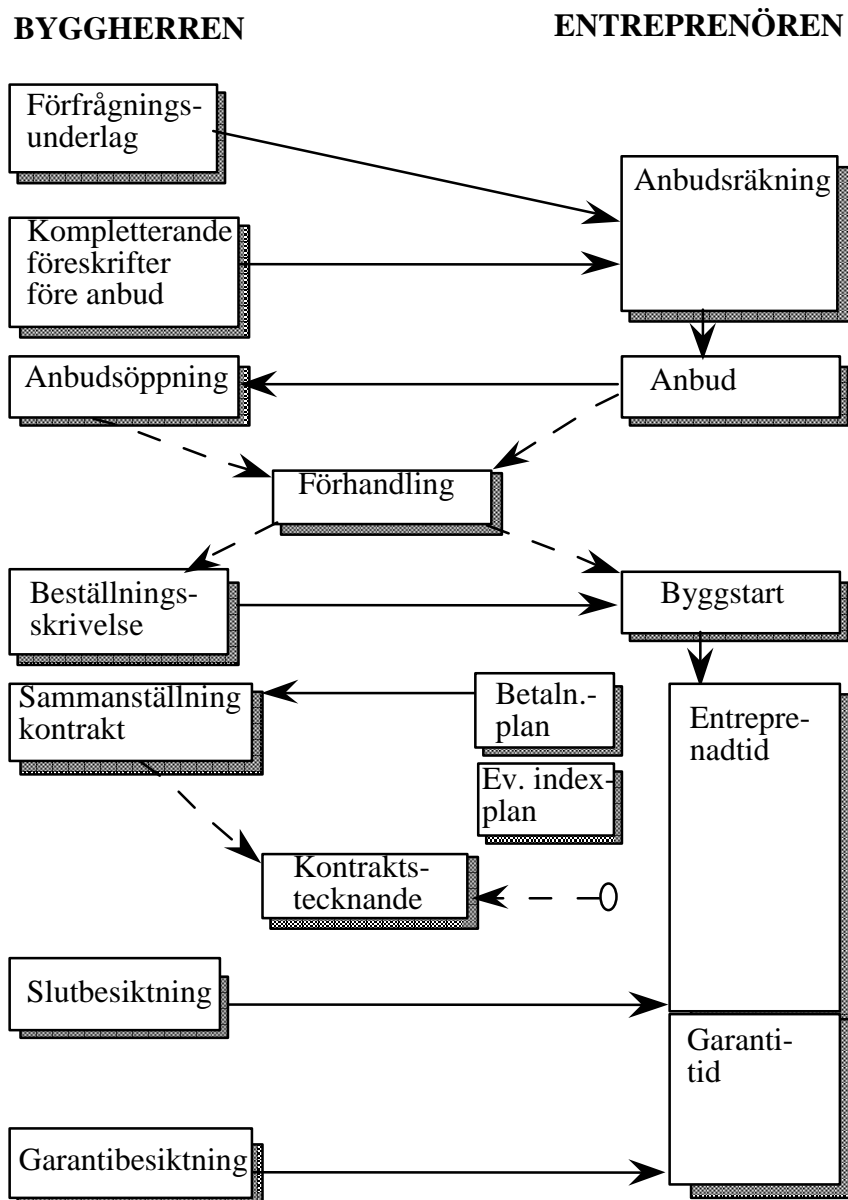 BYGGHERREN
ENTREPRENÖREN
Förfrågnings-
underlag
Anbudsräkning
Kompletterande
föreskrifter
före anbud
Anbudsöppning
Anbud
Förhandling
Beställnings-
skrivelse
Byggstart
Sammanställning
kontrakt
Betaln.-
plan
Entrepre-
nadtid
Ev. index-
plan
Kontrakts-
tecknande
Slutbesiktning
Garanti-
tid
Garantibesiktning